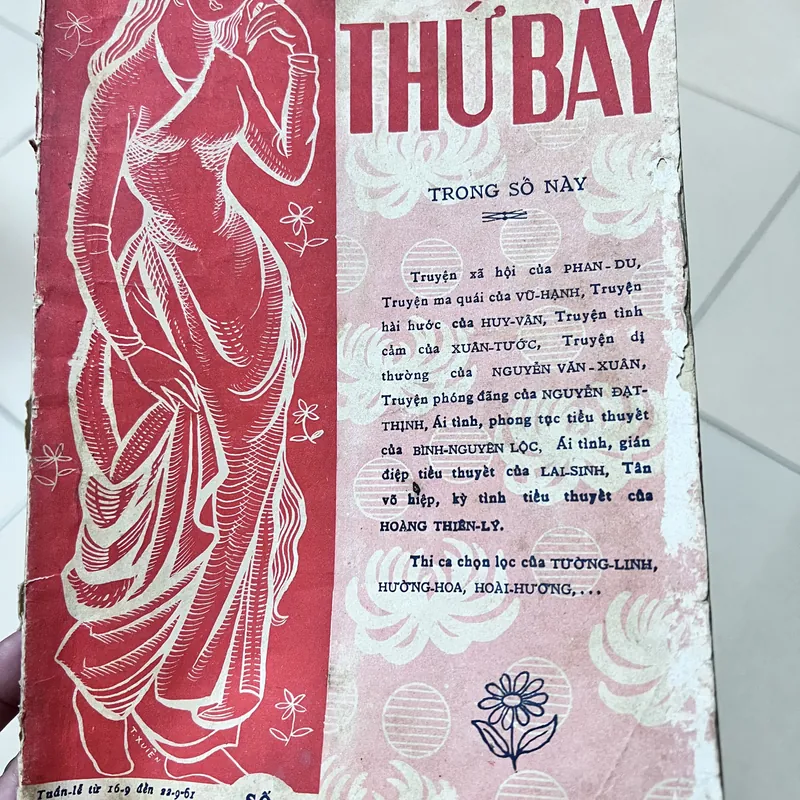 THỨ BẢY
TRONG SỐ NÀY
Truyện xã hội của PHAN-DU,
Truyện ma quái của VŨ-HẠNH, Truyện
hài hước của HUY-VÂN, Truyện tình
cảm của XUÂN-TƯỚC, Truyện dị
thường của NGUYỄN VĂN-XUÂN,
Truyện phóng đãng của NGUYỄN ĐẠT-
THỊNH, Ái tình, phong tục tiểu thuyết
của BÌNH-NGUYÊN LỘC, Ái tình, gián
điệp tiểu thuyết của LAI-SINH, Tân
võ hiệp, kỳ tình tiểu thuyết của
HOÀNG THIÊN-LÝ.
Thi ca chọn lọc của TƯỜNG-LINH,
HƯỜNG-HOA, HOÀI-HƯƠNG,...
T. XUIÊN
Tuần-lễ từ 16-9 đến 22-9-61
Số